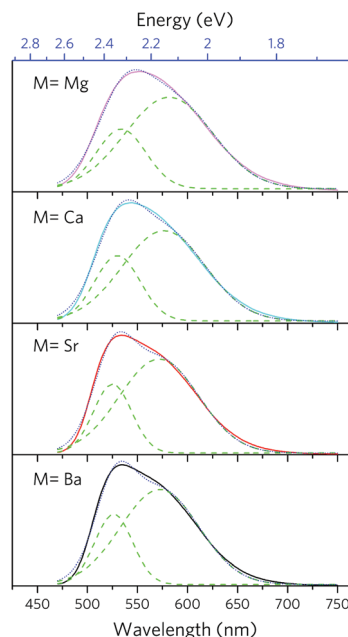 Energy (eV)
2.8 2.6 2.4 2.2 2 1.8
M= Mg
M= Ca
M= Sr
M= Ba
450 500 550 600 650 700 750
Wavelength (nm)